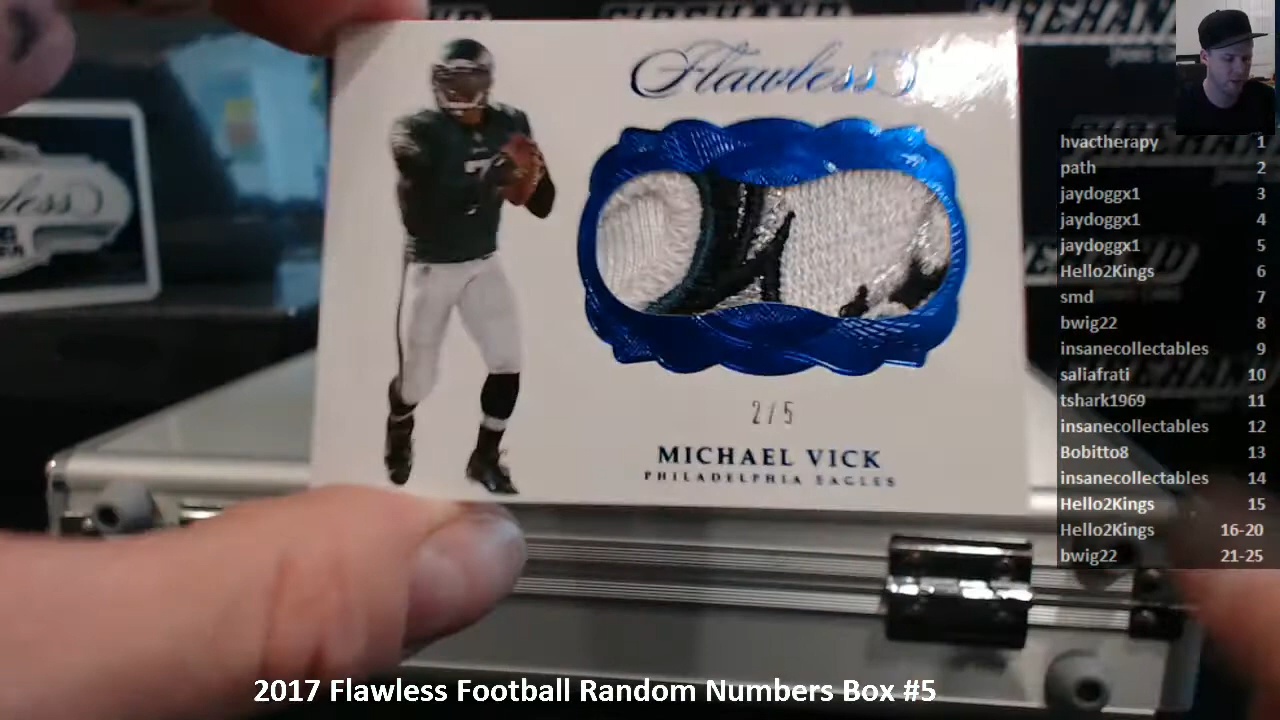 Flawless
2/5
MICHAEL VICK
PHILADELPHIA EAGLES
7
hvactherapy 1
path 2
jaydoggx1 3
jaydoggx1 4
jaydoggx1 5
Hello2Kings 6
smd 7
bwig22 8
insanecollectables 9
saliafrati 10
tshark1969 11
insanecollectables 12
Bobitto8 13
insanecollectables 14
Hello2Kings 15
Hello2Kings 16-20
bwig22 21-25
2017 Flawless Football Random Numbers Box #5